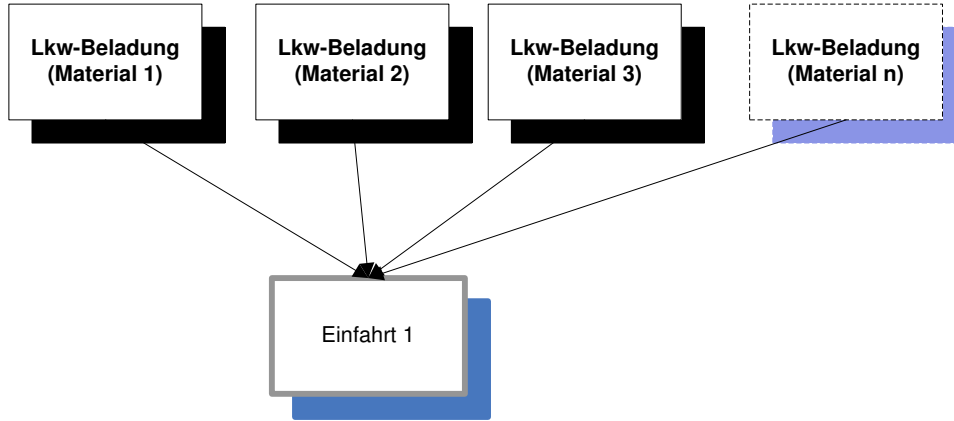 Lkw-Beladung
(Material 1)
Lkw-Beladung
(Material 2)
Lkw-Beladung
(Material 3)
Lkw-Beladung
(Material n)
Einfahrt 1